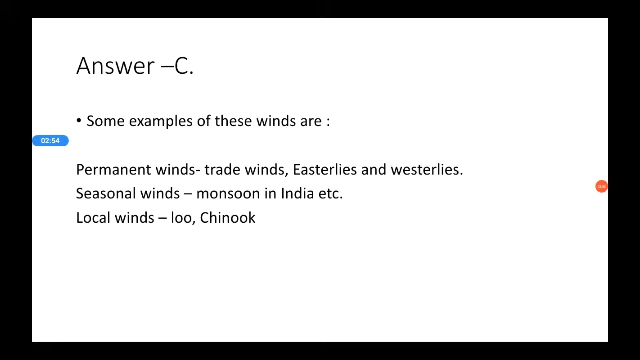 Answer –C.
• Some examples of these winds are :
02:54
Permanent winds- trade winds, Easterlies and westerlies.
Seasonal winds – monsoon in India etc.
Local winds – loo, Chinook